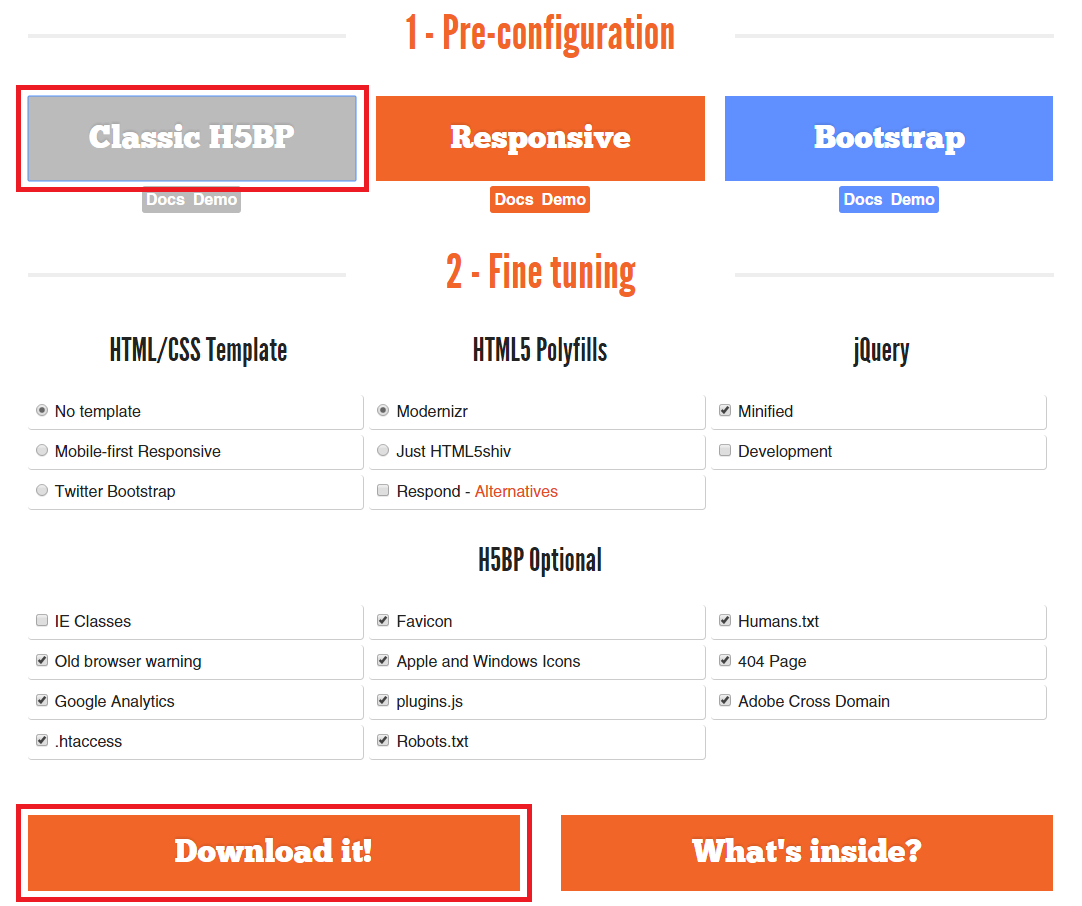 1 - Pre-configuration
Classic H5BP
Responsive
Bootstrap
Docs Demo
Docs Demo
Docs Demo
2 - Fine tuning
HTML/CSS Template
HTML5 Polyfills
jQuery
No template
Modernizr
Minified
Mobile-first Responsive
Just HTML5shiv
Development
Twitter Bootstrap
Respond - Alternatives
H5BP Optional
IE Classes
Favicon
Humans.txt
Old browser warning
Apple and Windows Icons
404 Page
Google Analytics
plugins.js
Adobe Cross Domain
.htaccess
Robots.txt
Download it!
What's inside?